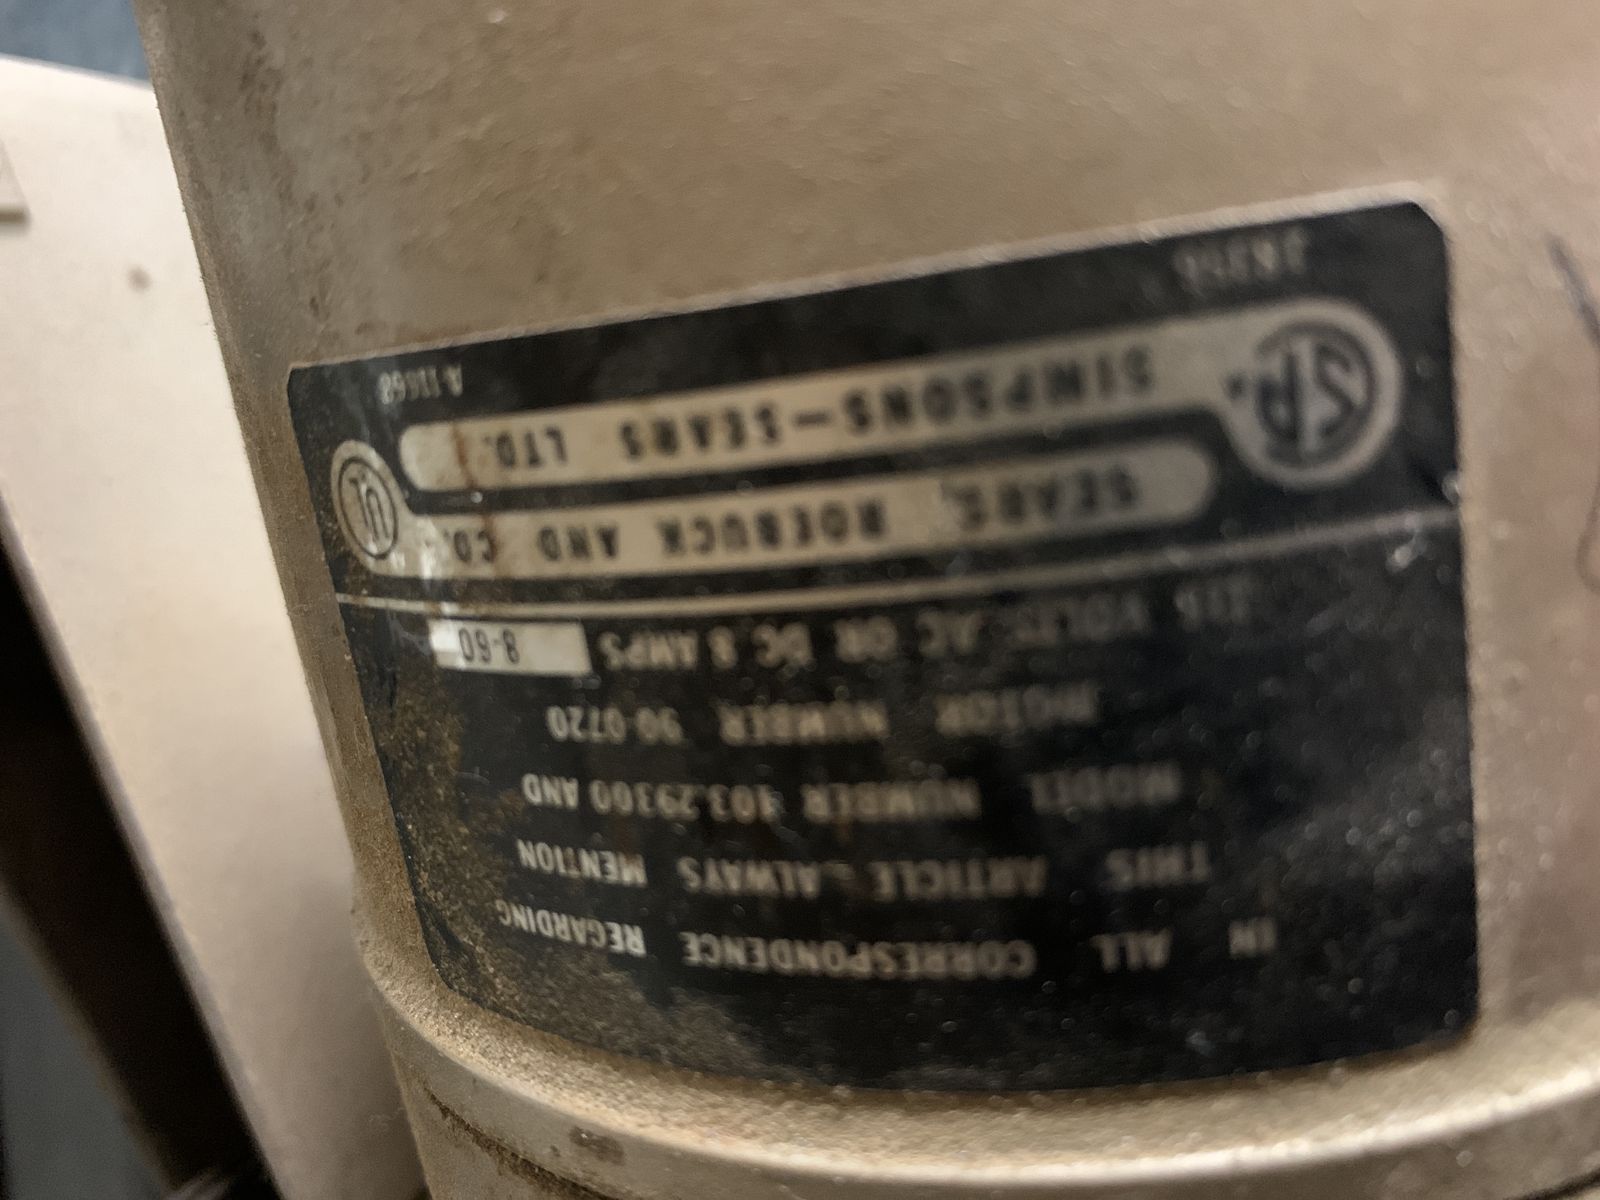 IN ALL CORRESPONDENCE REGARDING
THIS ARTICLE - ALWAYS MENTION
MODEL NUMBER 103.29300 AND
MOTOR NUMBER 90-0720
115 VOLTS AC OR DC 8 AMPS 8-60
SEARS, ROEBUCK AND CO.
UL
SIMPSONS-SEARS LTD.